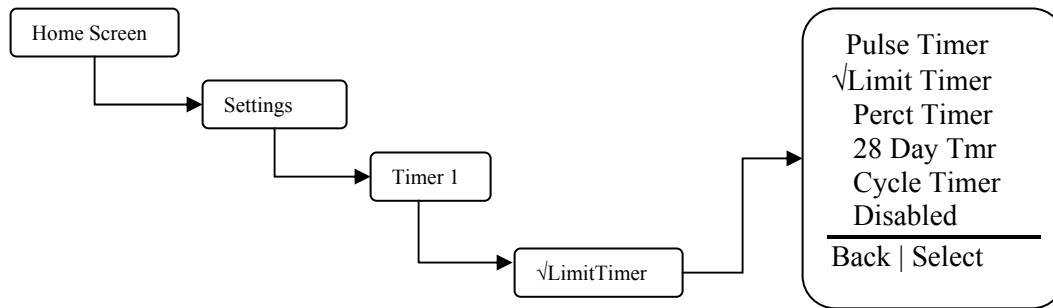 Home Screen
Settings
Timer 1
√LimitTimer
Pulse Timer
√Limit Timer
Perct Timer
28 Day Tmr
Cycle Timer
Disabled
Back | Select